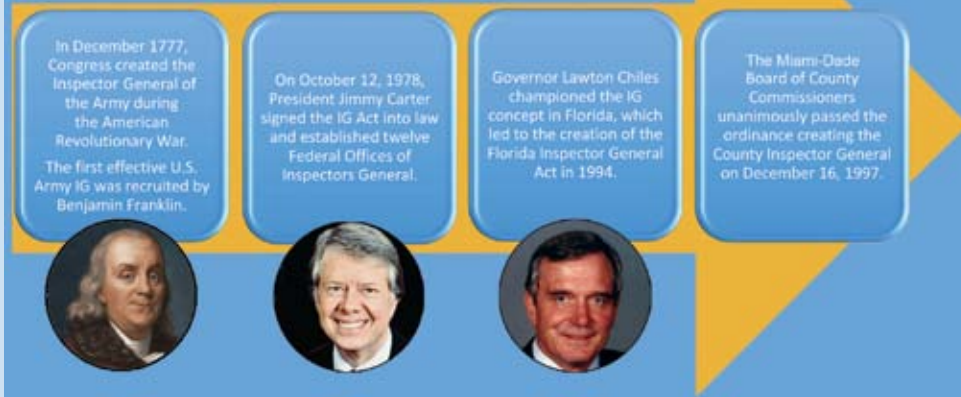 In December 1777,
Congress created the
Inspector General of
the Army during
the American
Revolutionary War.
The first effective U.S.
Army IG was recruited by
Benjamin Franklin.
On October 12, 1978,
President Jimmy Carter
signed the IG Act into law
and established twelve
Federal Offices of
Inspectors General.
Governor Lawton Chiles
championed the IG
concept in Florida, which
led to the creation of the
Florida Inspector General
Act in 1994.
The Miami-Dade
Board of County
Commissioners
unanimously passed the
ordinance creating the
County Inspector General
on December 16, 1997.